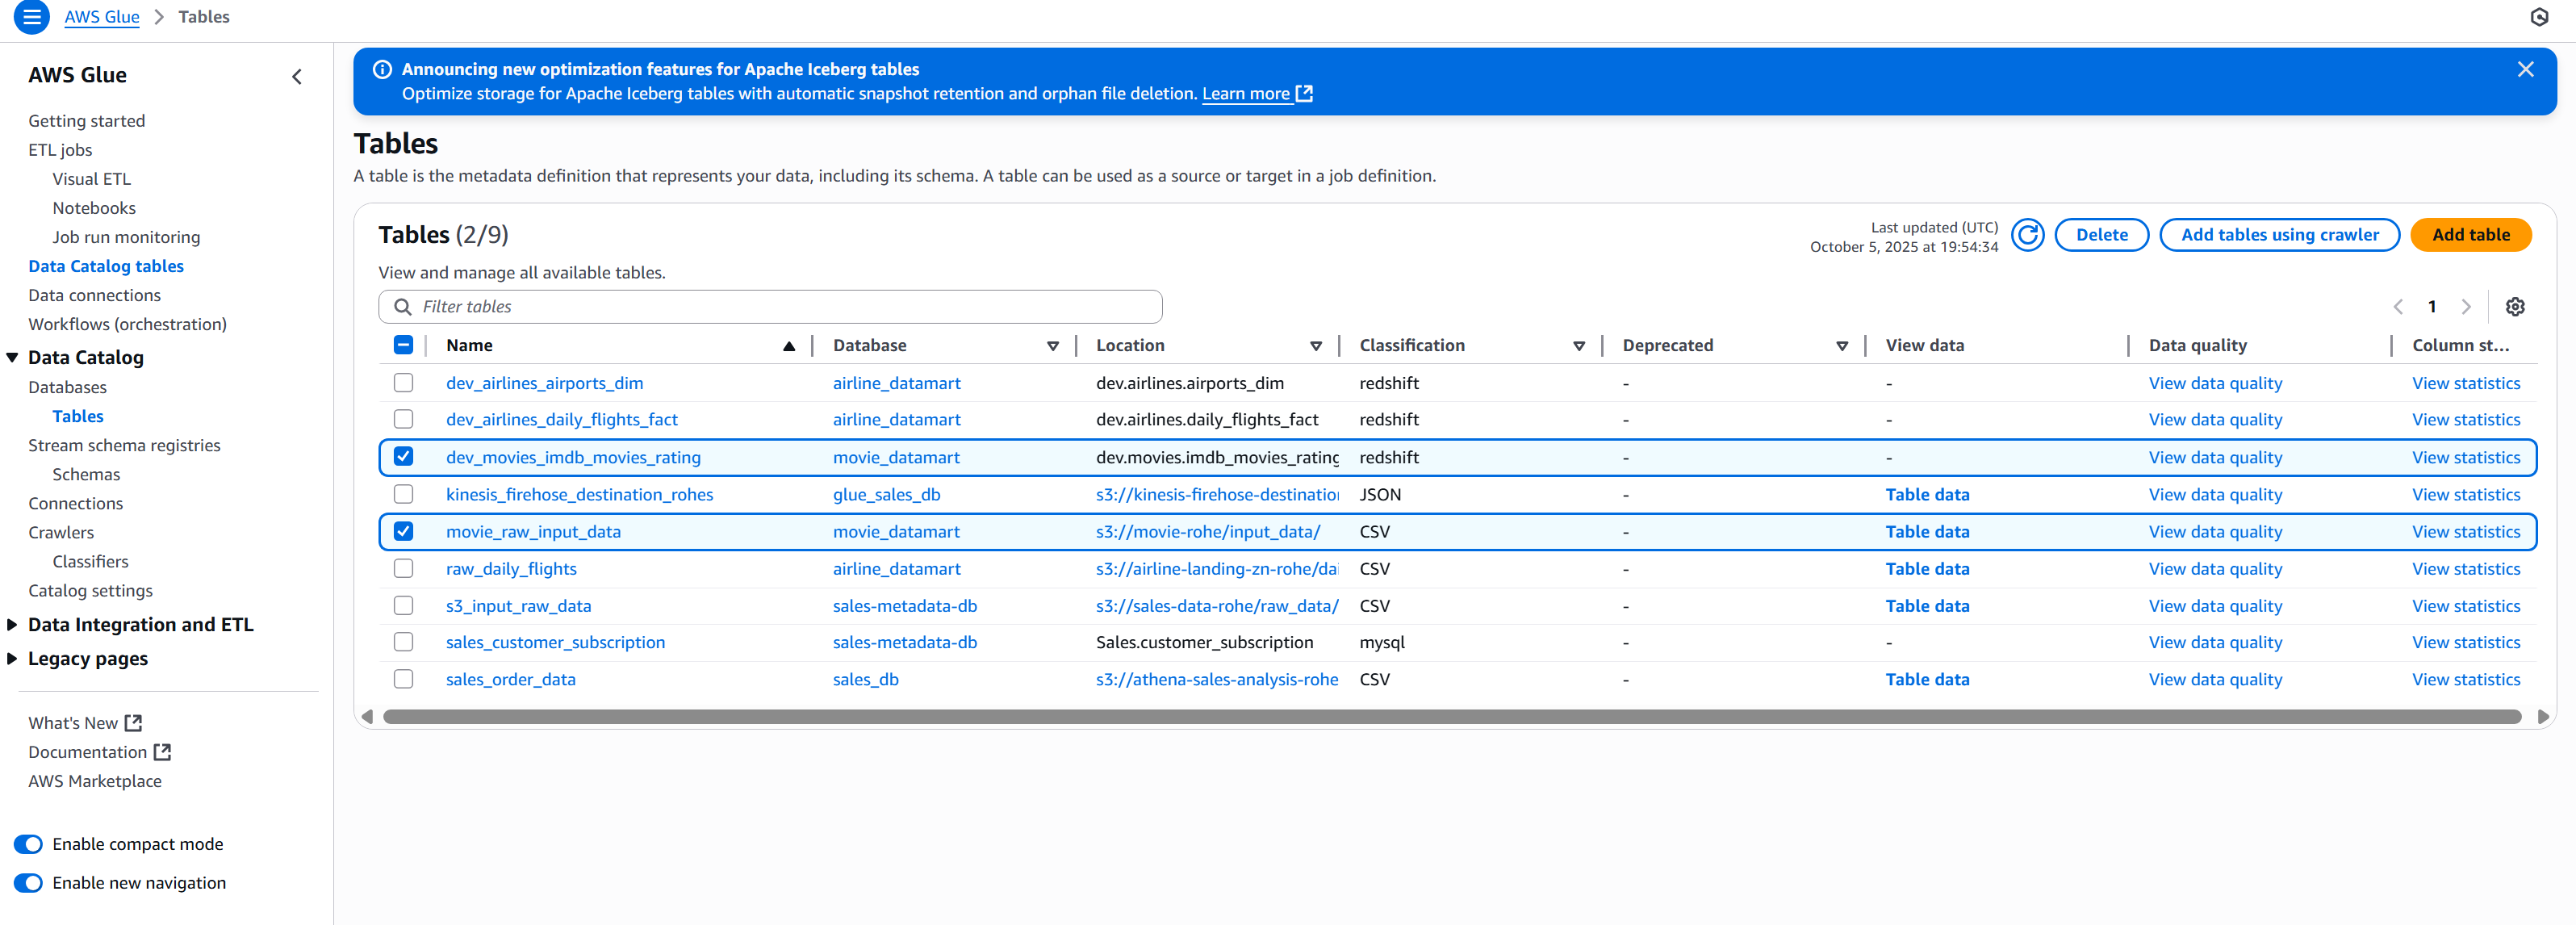 AWS Glue > Tables
AWS Glue
Getting started
ETL jobs
Visual ETL
Notebooks
Job run monitoring
Data Catalog tables
Data connections
Workflows (orchestration)
Data Catalog
Databases
Tables
Stream schema registries
Schemas
Connections
Crawlers
Classifiers
Catalog settings
Data Integration and ETL
Legacy pages
What's New
Documentation
AWS Marketplace
Enable compact mode
Enable new navigation
Announcing new optimization features for Apache Iceberg tables
Optimize storage for Apache Iceberg tables with automatic snapshot retention and orphan file deletion. Learn more
Tables
A table is the metadata definition that represents your data, including its schema. A table can be used as a source or target in a job definition.
Tables (2/9)
Last updated (UTC)
October 5, 2025 at 19:54:34
Delete
Add tables using crawler
Add table
View and manage all available tables.
Filter tables
1
Name Database Location Classification Deprecated View data Data quality Column st...
dev_airlines_airports_dim airline_datamart dev.airlines.airports_dim redshift - - View data quality View statistics
dev_airlines_daily_flights_fact airline_datamart dev.airlines.daily_flights_fact redshift - - View data quality View statistics
dev_movies_imdb_movies_rating movie_datamart dev.movies.imdb_movies_rating redshift - - View data quality View statistics
kinesis_firehose_destination_rohes glue_sales_db s3://kinesis-firehose-destinatio JSON - Table data View data quality View statistics
movie_raw_input_data movie_datamart s3://movie-rohe/input_data/ CSV - Table data View data quality View statistics
raw_daily_flights airline_datamart s3://airline-landing-zn-rohe/dai CSV - Table data View data quality View statistics
s3_input_raw_data sales-metadata-db s3://sales-data-rohe/raw_data/ CSV - Table data View data quality View statistics
sales_customer_subscription sales-metadata-db Sales.customer_subscription mysql - - View data quality View statistics
sales_order_data sales_db s3://athena-sales-analysis-rohe CSV - Table data View data quality View statistics